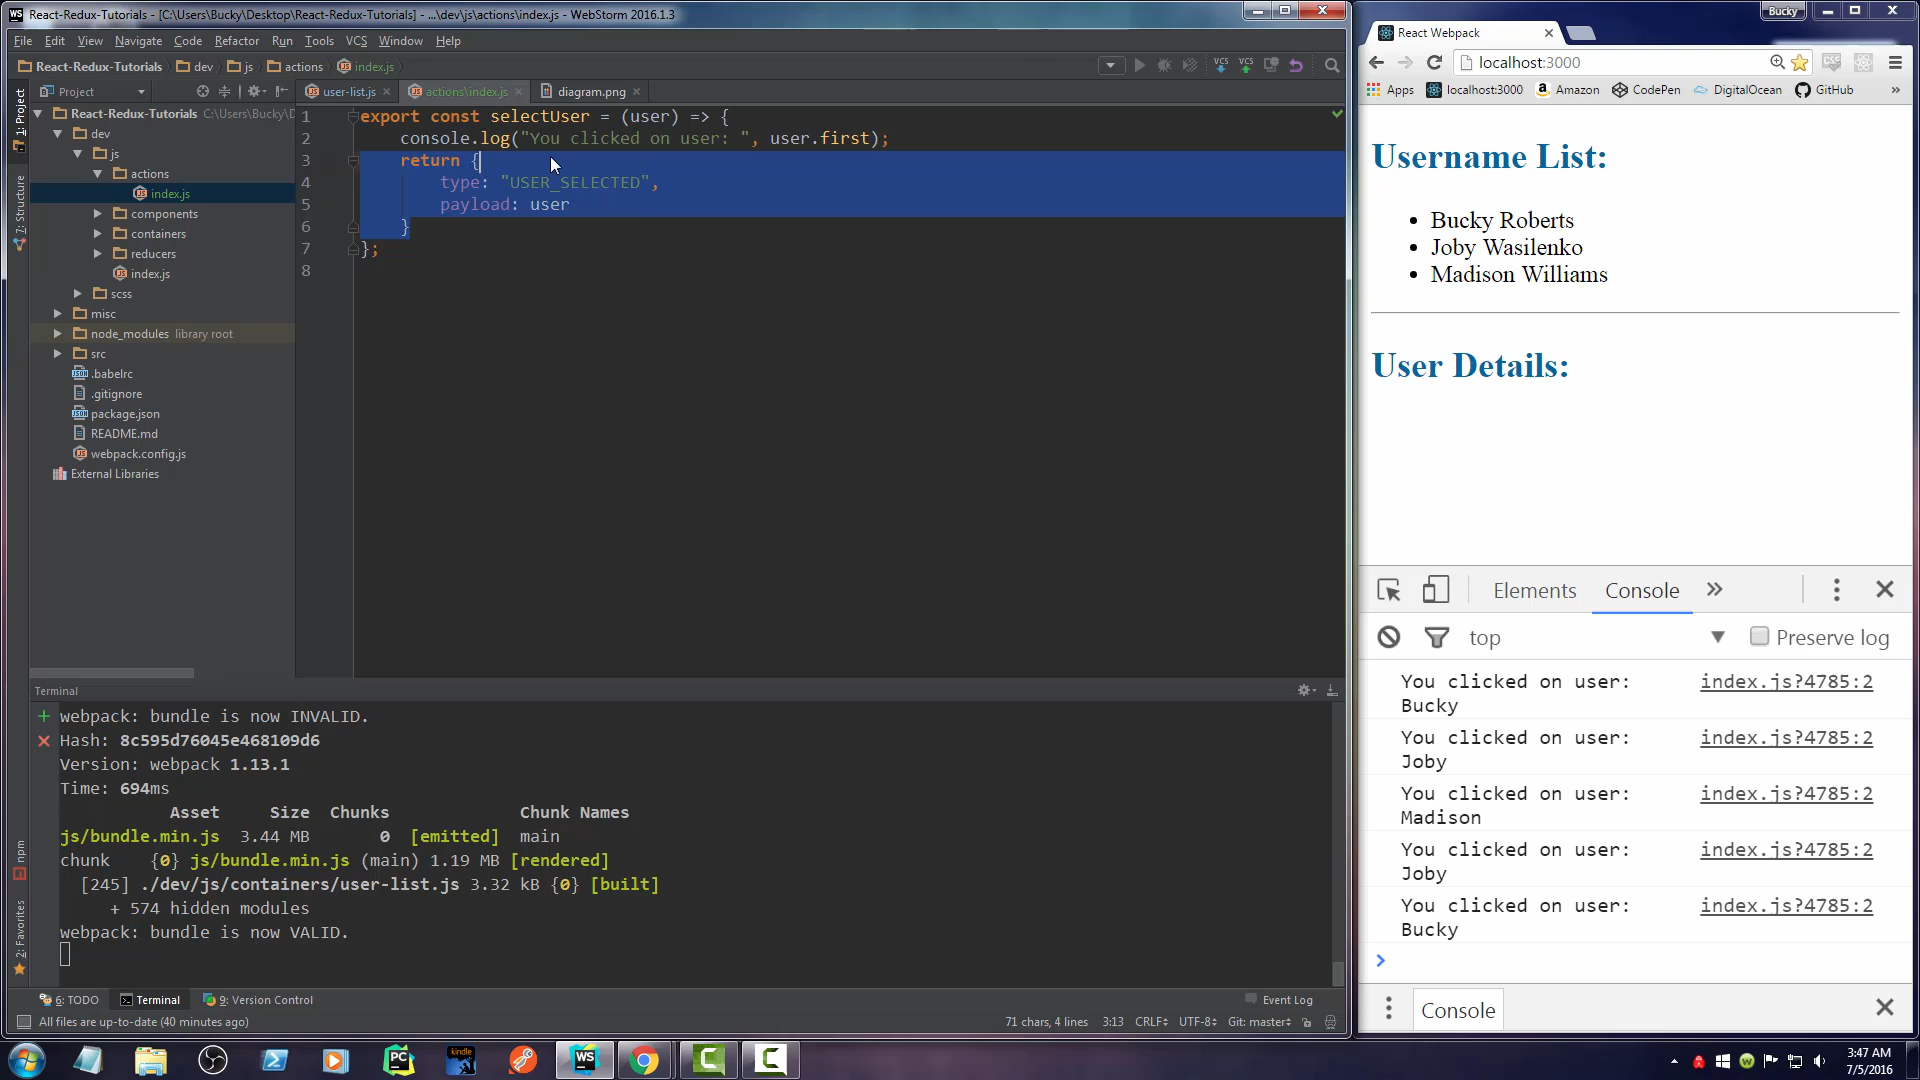 WS React-Redux-Tutorials - [C:\Users\Bucky\Desktop\React-Redux-Tutorials] - ...\dev\js\actions\index.js - WebStorm 2016.1.3
File Edit View Navigate Code Refactor Run Tools VCS Window Help
React-Redux-Tutorials dev js actions index.js
VCS VCS
1: Project
7: Structure
npm
2: Favorites
Project
React-Redux-Tutorials C:\Users\Bucky\D
dev
js
actions
index.js
components
containers
reducers
index.js
scss
misc
node_modules library root
src
.babelrc
.gitignore
package.json
README.md
webpack.config.js
External Libraries
user-list.js actions\index.js diagram.png
1 export const selectUser = (user) => {
2 console.log("You clicked on user: ", user.first);
3 return {
4 type: "USER_SELECTED",
5 payload: user
6 }
7 };
8
Terminal
webpack: bundle is now INVALID.
Hash: 8c595d76045e468109d6
Version: webpack 1.13.1
Time: 694ms
Asset Size Chunks Chunk Names
js/bundle.min.js 3.44 MB 0 [emitted] main
chunk {0} js/bundle.min.js (main) 1.19 MB [rendered]
[245] ./dev/js/containers/user-list.js 3.32 kB {0} [built]
+ 574 hidden modules
webpack: bundle is now VALID.
6: TODO Terminal 9: Version Control Event Log
All files are up-to-date (40 minutes ago) 71 chars, 4 lines 3:13 CRLF UTF-8 Git: master
Bucky
React Webpack
localhost:3000
Apps localhost:3000 Amazon CodePen DigitalOcean GitHub »
Username List:
• Bucky Roberts
• Joby Wasilenko
• Madison Williams
User Details:
Elements Console »
top Preserve log
You clicked on user: index.js?4785:2
Bucky
You clicked on user: index.js?4785:2
Joby
You clicked on user: index.js?4785:2
Madison
You clicked on user: index.js?4785:2
Joby
You clicked on user: index.js?4785:2
Bucky
>
Console
PC kindle WS C C
3:47 AM
7/5/2016